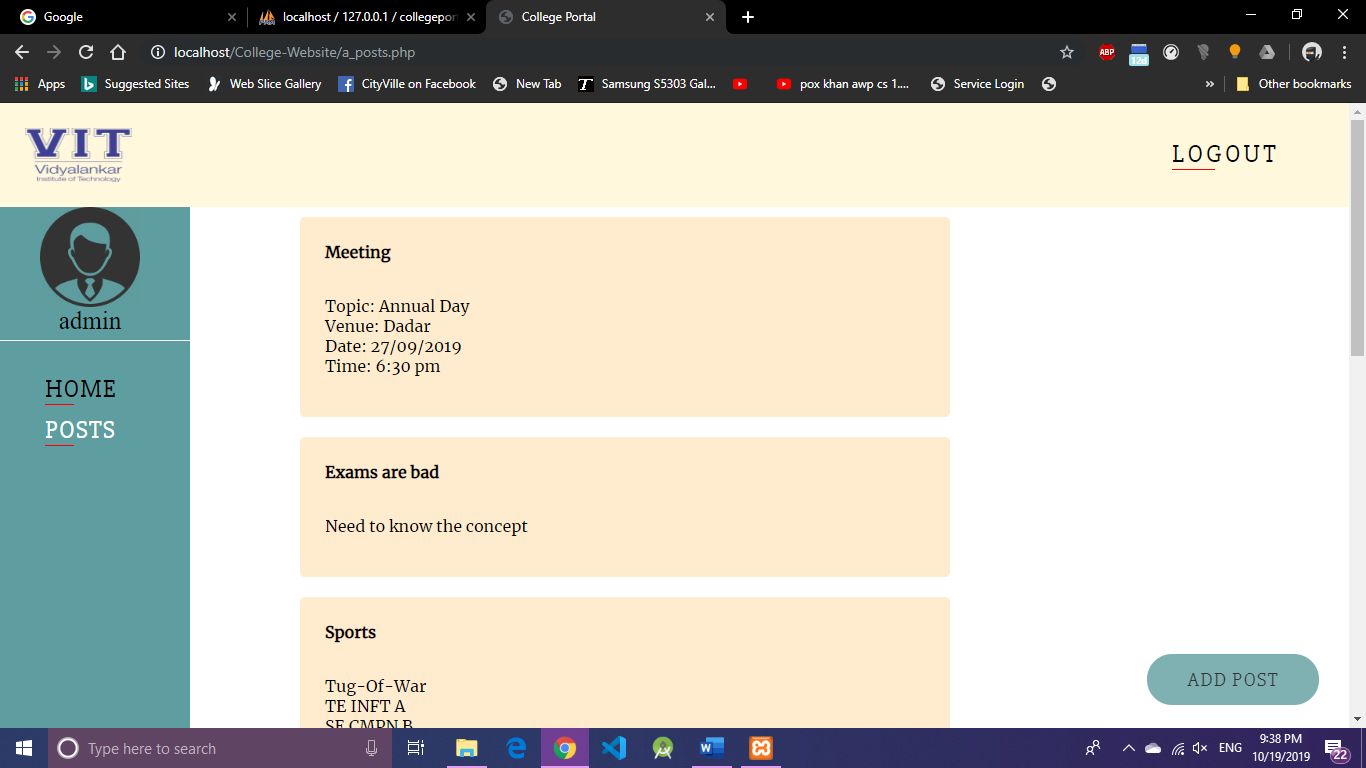 Google
localhost / 127.0.0.1 / collegepor
College Portal
localhost/College-Website/a_posts.php
ABP
12d
Apps
Suggested Sites
Web Slice Gallery
CityVille on Facebook
New Tab
Samsung S5303 Gal...
pox khan awp cs 1....
Service Login
»
Other bookmarks
VIT
Vidyalankar
Institute of Technology
LOGOUT
admin
HOME
POSTS
Meeting
Topic: Annual Day
Venue: Dadar
Date: 27/09/2019
Time: 6:30 pm
Exams are bad
Need to know the concept
Sports
Tug-Of-War
TE INFT A
SE CMPN B
ADD POST
Type here to search
ENG
9:38 PM
10/19/2019
22